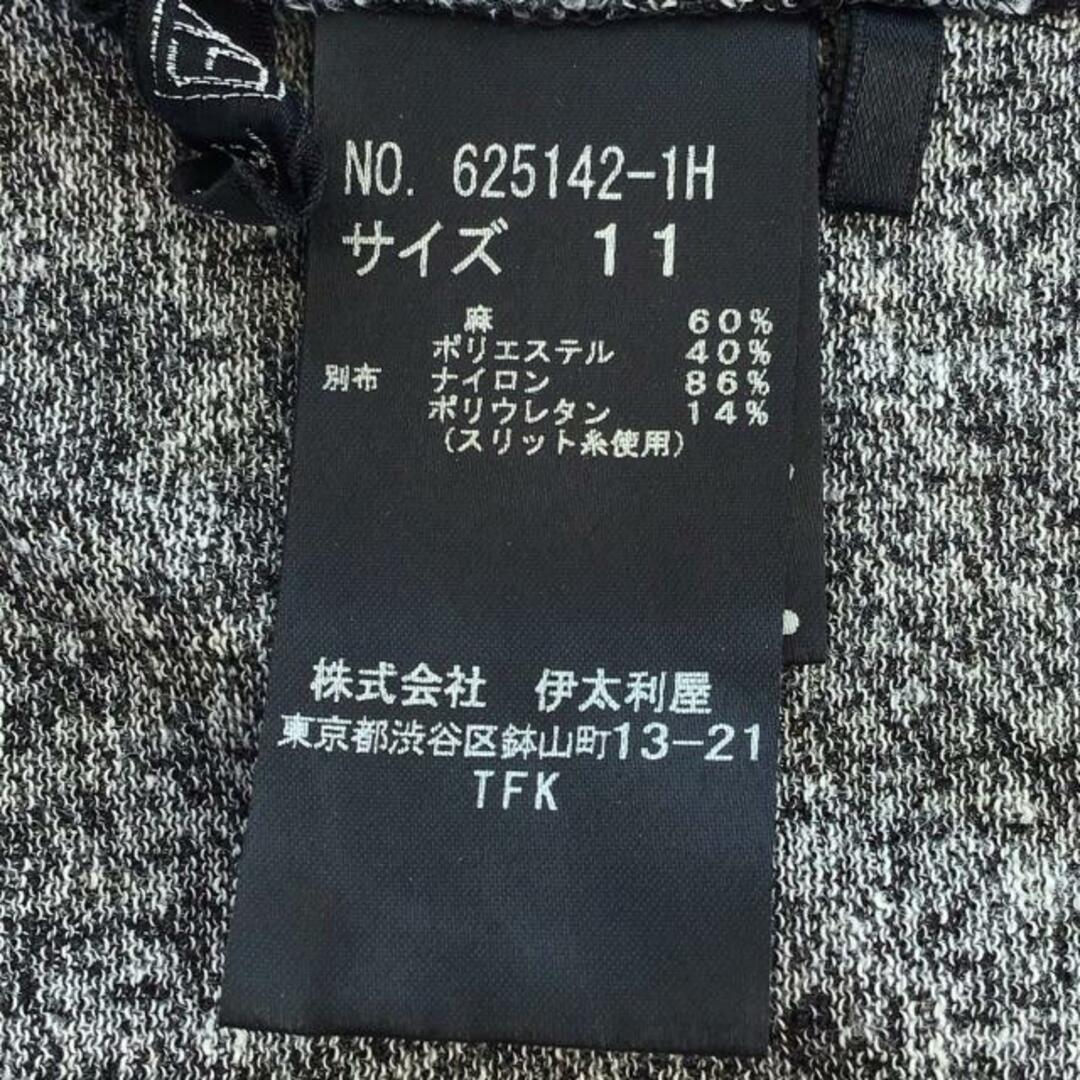 NO. 625142-1H
サイズ 11
麻 60%
ポリエステル 40%
別布 ナイロン 86%
ポリウレタン 14%
(スリット糸使用)
株式会社 伊太利屋
東京都渋谷区鉢山町13-21
TFK